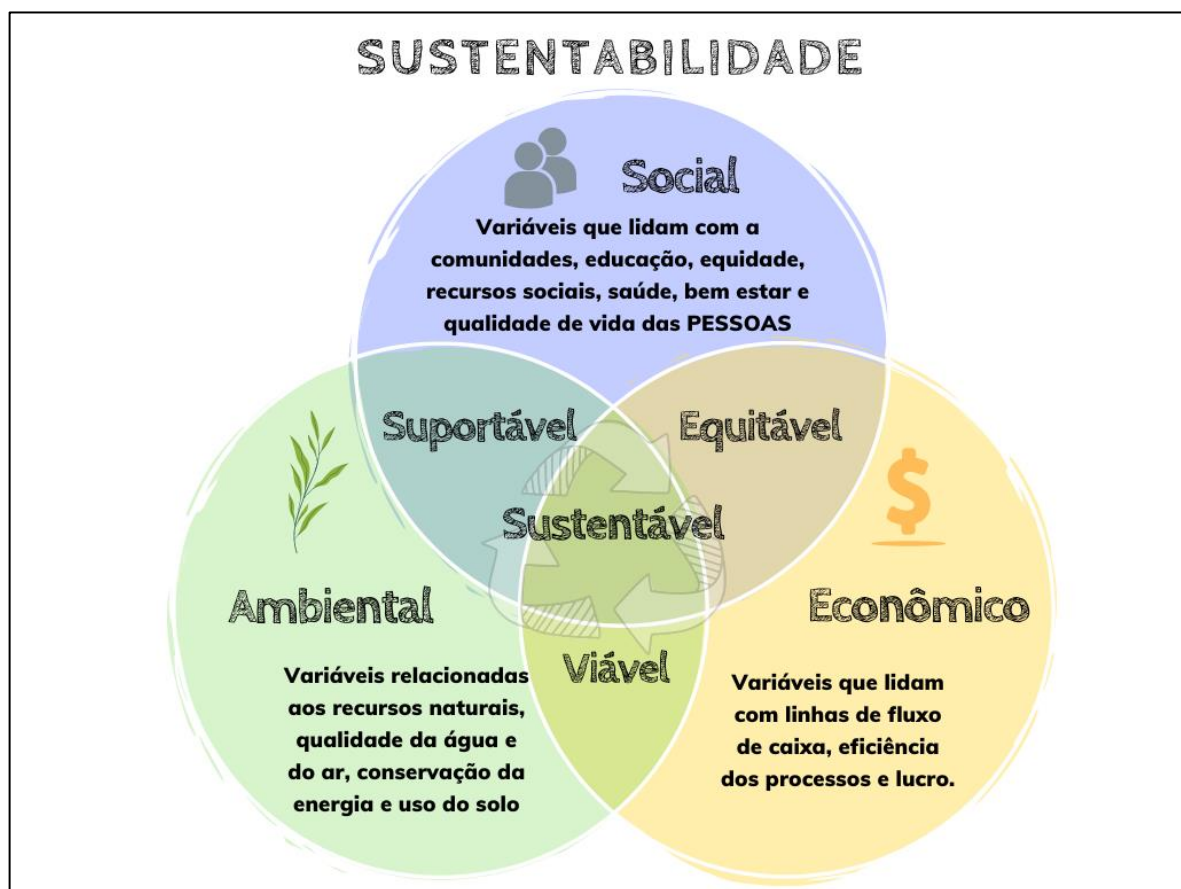 SUSTENTABILIDADE
Social
Variáveis que lidam com a
comunidades, educação, equidade,
recursos sociais, saúde, bem estar e
qualidade de vida das PESSOAS
Suportável
Equitável
Sustentável
Ambiental
Econômico
Viável
Variáveis relacionadas
aos recursos naturais,
qualidade da água e
do ar, conservação da
energia e uso do solo
Variáveis que lidam
com linhas de fluxo
de caixa, eficiência
dos processos e lucro.